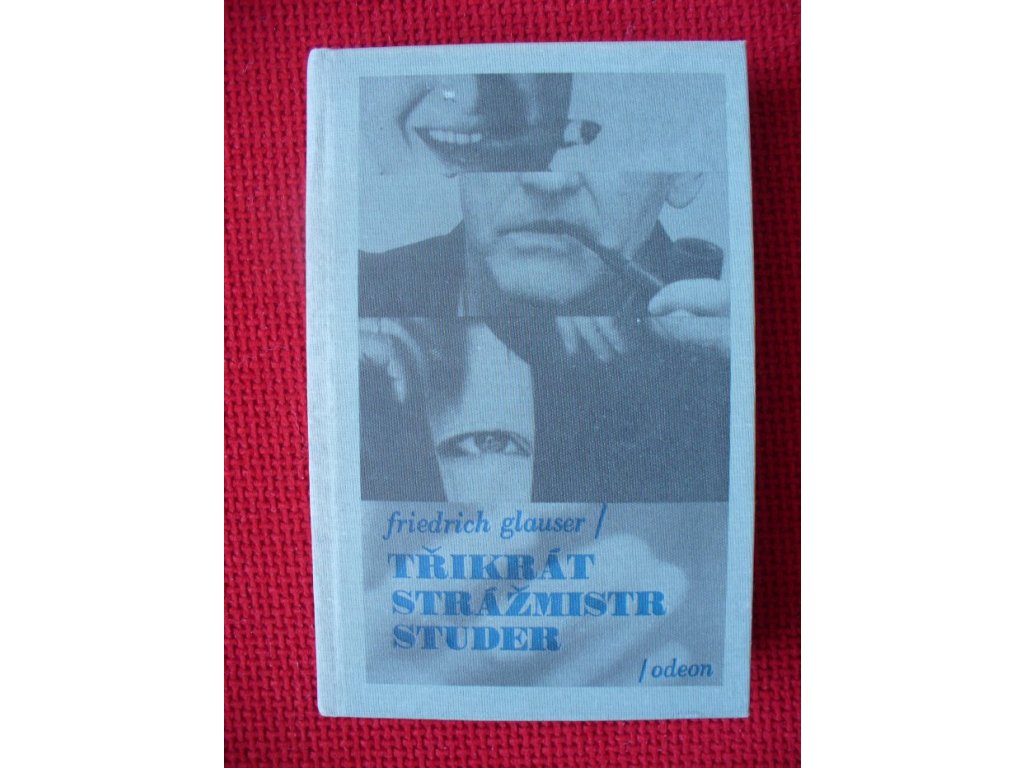 friedrich glauser /
TŘIKRÁT
STRÁŽMISTR
STUDER
/odeon